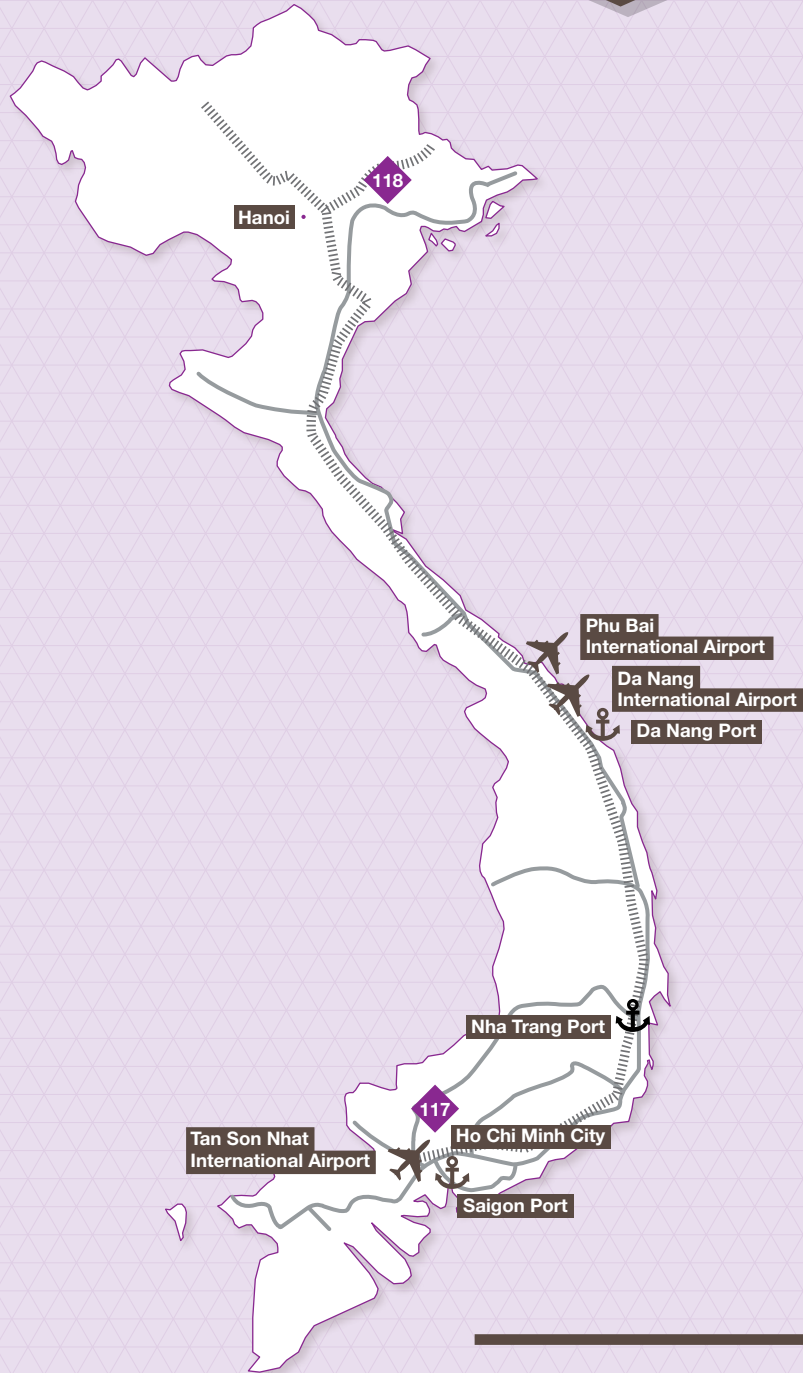 118
Hanoi
Phu Bai
International Airport
Da Nang
International Airport
Da Nang Port
Nha Trang Port
117
Ho Chi Minh City
Tan Son Nhat
International Airport
Saigon Port